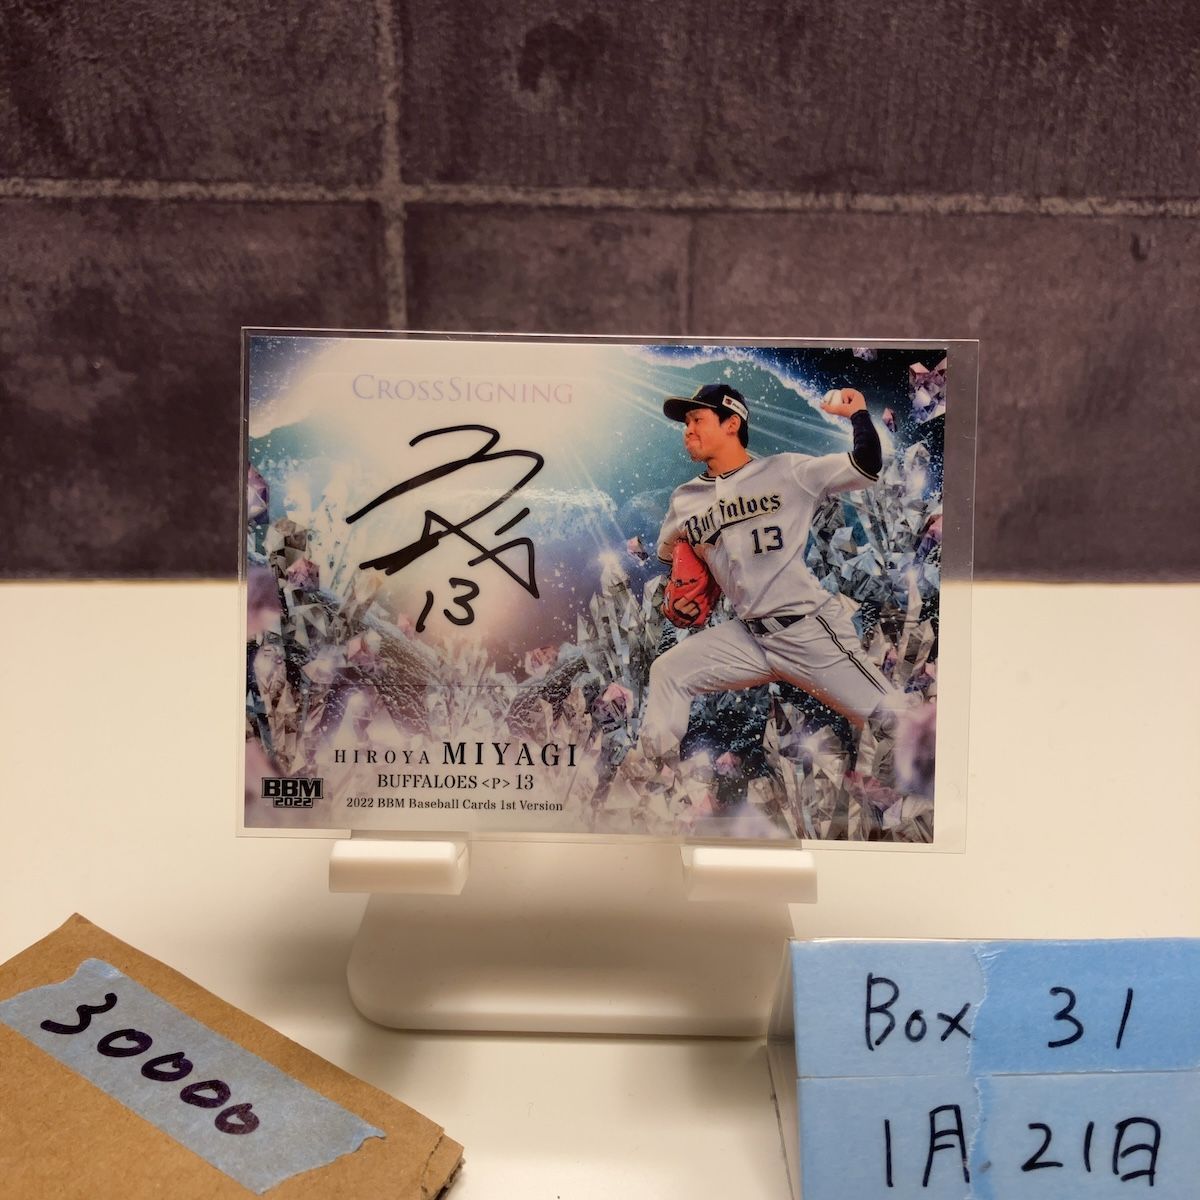 CROSSSIGNING
13
Buffaloes
13
HIROYA MIYAGI
BUFFALOES <P> 13
2022 BBM Baseball Cards 1st Version
BBM
2022
30000
Box 31
1月21日